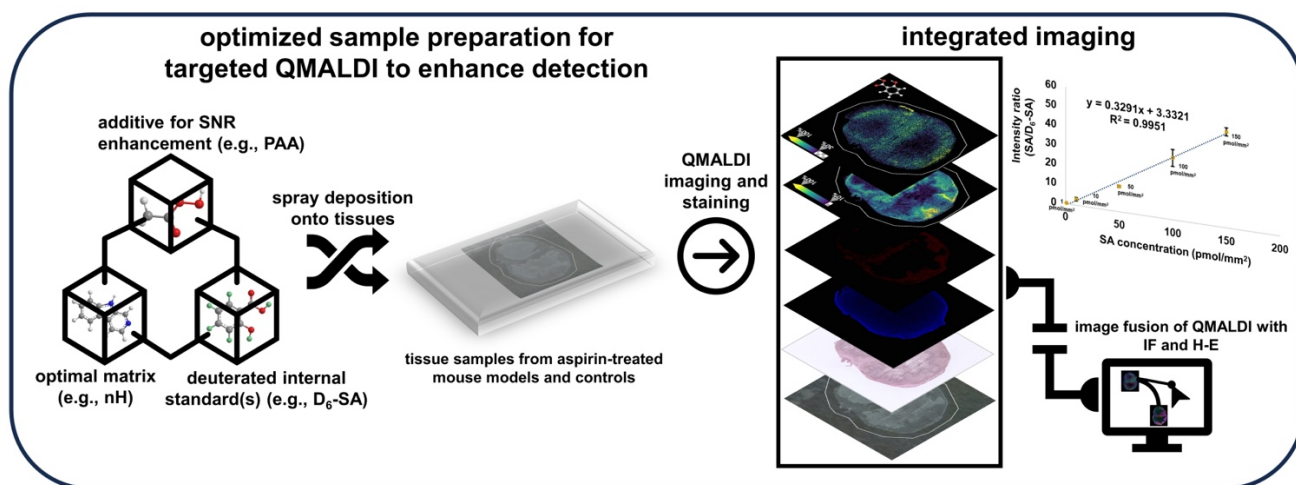 optimized sample preparation for
targeted QMALDI to enhance detection
additive for SNR
enhancement (e.g., PAA)
spray deposition
onto tissues
optimal matrix
(e.g., nH)
deuterated internal
standard(s) (e.g., D₆-SA)
tissue samples from aspirin-treated
mouse models and controls
QMALDI
imaging and
staining
integrated imaging
Intensity ratio
(SA/D₆-SA)
60
50
40
30
20
10
0
y = 0.3291x + 3.3321
R² = 0.9951
1
pmol/mm²
10
pmol/mm²
50
pmol/mm²
100
pmol/mm²
150
pmol/mm²
0
50
100
150
200
SA concentration (pmol/mm²)
image fusion of QMALDI with
IF and H-E